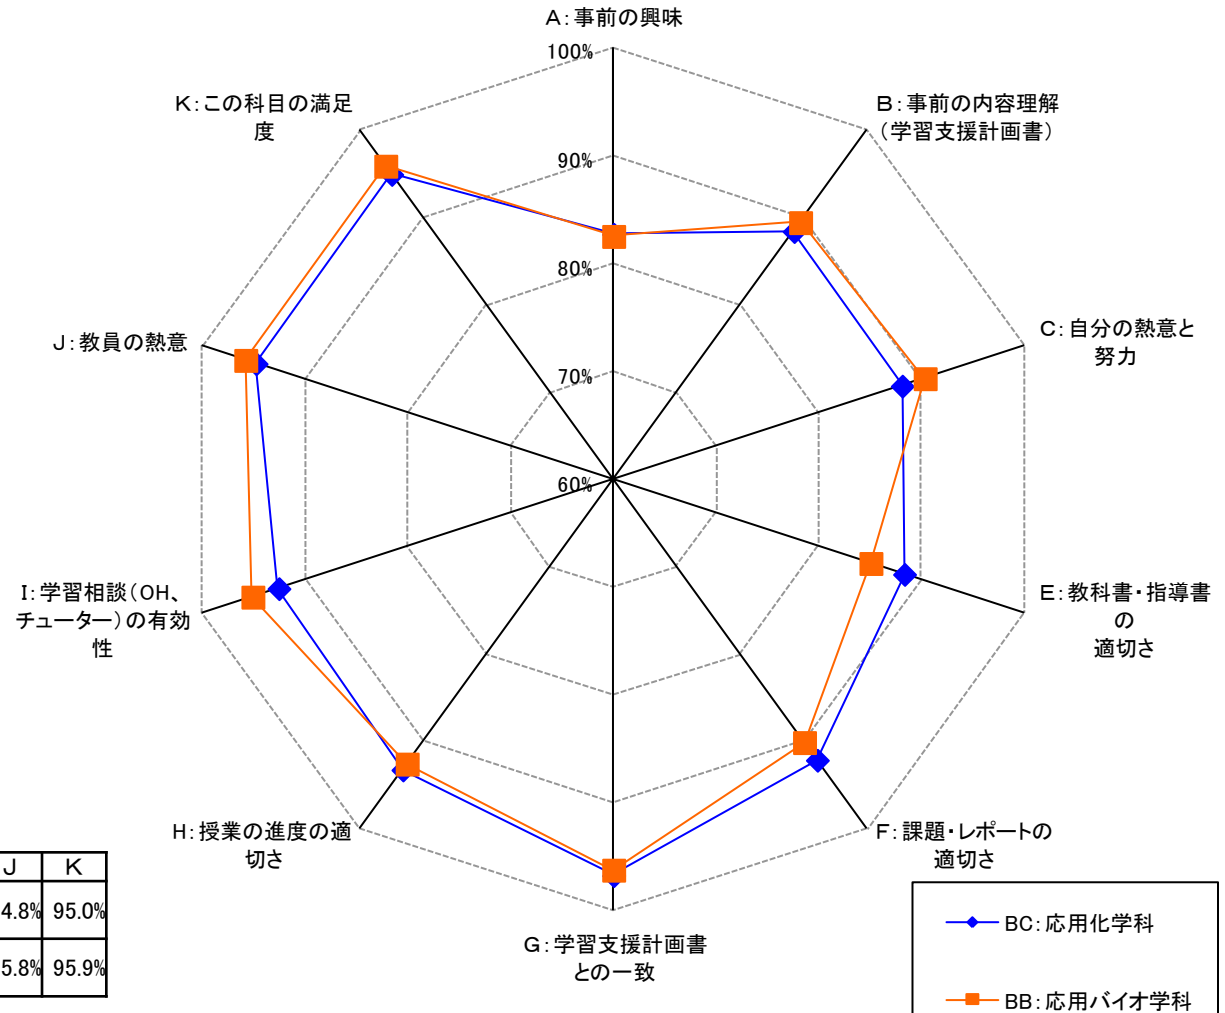 A:事前の興味
100%
K:この科目の満足
度
B:事前の内容理解
(学習支援計画書)
90%
80%
J:教員の熱意
C:自分の熱意と
努力
70%
60%
I:学習相談(OH、
チューター)の有効
性
E:教科書・指導書
の
適切さ
H:授業の進度の適
切さ
F:課題・レポートの
適切さ
G:学習支援計画書
との一致
J K
4.8% 95.0%
5.8% 95.9%
BC:応用化学科
BB:応用バイオ学科